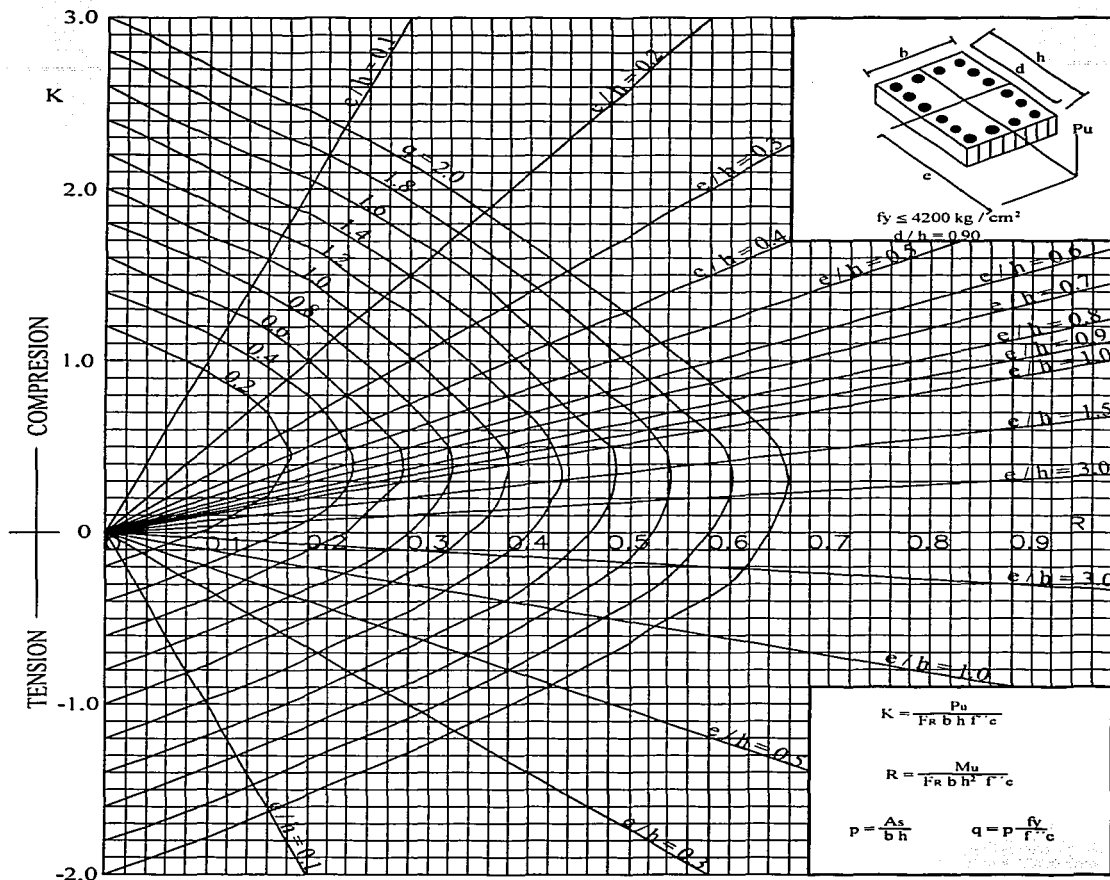 3.0
K
2.0
1.0
0
-1.0
-2.0
COMPRESION
TENSION
e/h=0.1
e/h=0.2
e/h=0.3
e/h=0.4
e/h=0.5
e/h=0.6
e/h=0.7
e/h=0.8
e/h=0.9
e/h=1.0
e/h=1.5
e/h=3.0
q=2.0
1.8
1.6
1.4
1.2
1.0
0.8
0.6
0.4
0.2
0 0.1 0.2 0.3 0.4 0.5 0.6 0.7 0.8 0.9 R
e/h=3.0
e/h=1.0
e/h=0.5
e/h=0.3
e/h=0.1
b
h
d
e
Pu
fy ≤ 4200 kg / cm²
d / h = 0.90
K = Pu / FR b h f''c
R = Mu / FR b h² f''c
p = As / b h
q = p fy / f''c